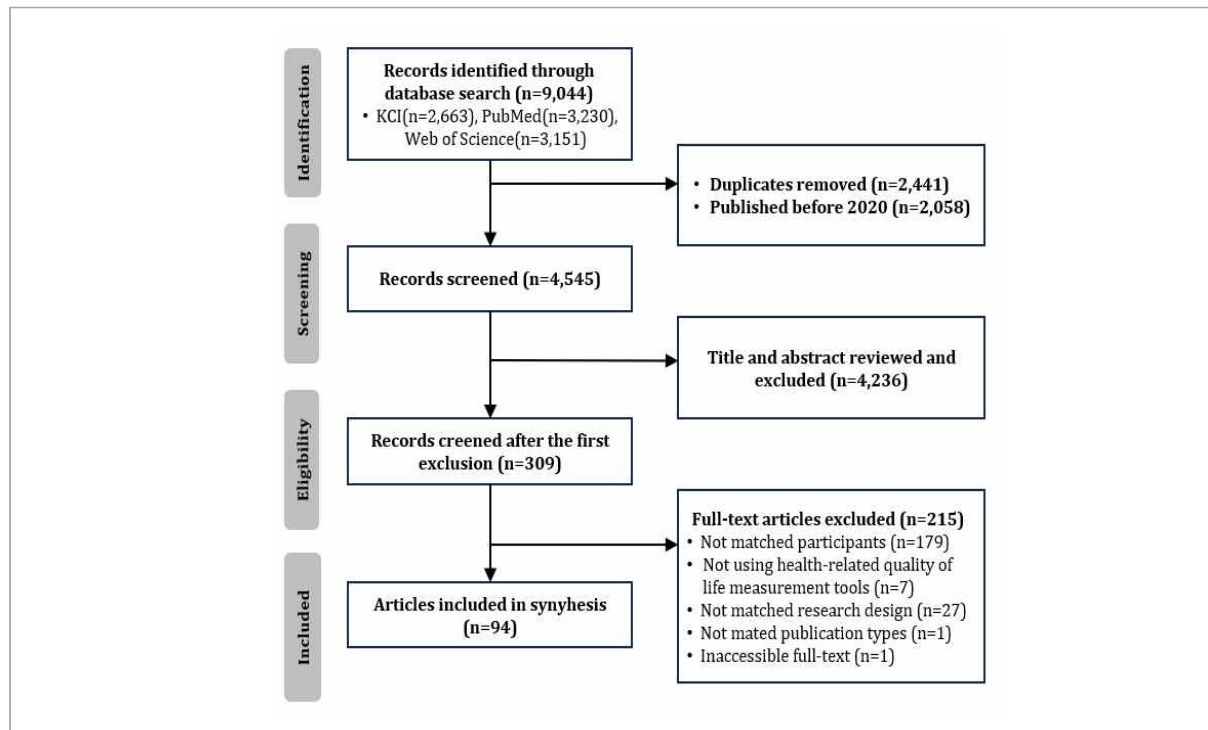 Identification
Records identified through
database search (n=9,044)
• KCI(n=2,663), PubMed(n=3,230),
Web of Science(n=3,151)
• Duplicates removed (n=2,441)
• Published before 2020 (n=2,058)
Screening
Records screened (n=4,545)
Title and abstract reviewed and
excluded (n=4,236)
Eligibility
Records creened after the first
exclusion (n=309)
Full-text articles excluded (n=215)
• Not matched participants (n=179)
• Not using health-related quality of
life measurement tools (n=7)
• Not matched research design (n=27)
• Not mated publication types (n=1)
• Inaccessible full-text (n=1)
Included
Articles included in synyhesis
(n=94)